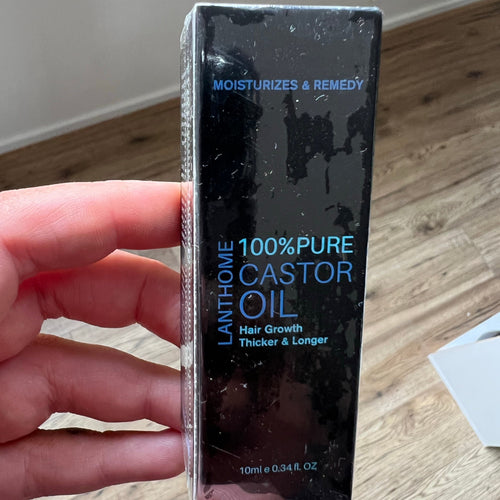 MOISTURIZES & REMEDY
LANTHOME
100%PURE
CASTOR
OIL
Hair Growth
Thicker & Longer
10ml e 0.34 fl. OZ